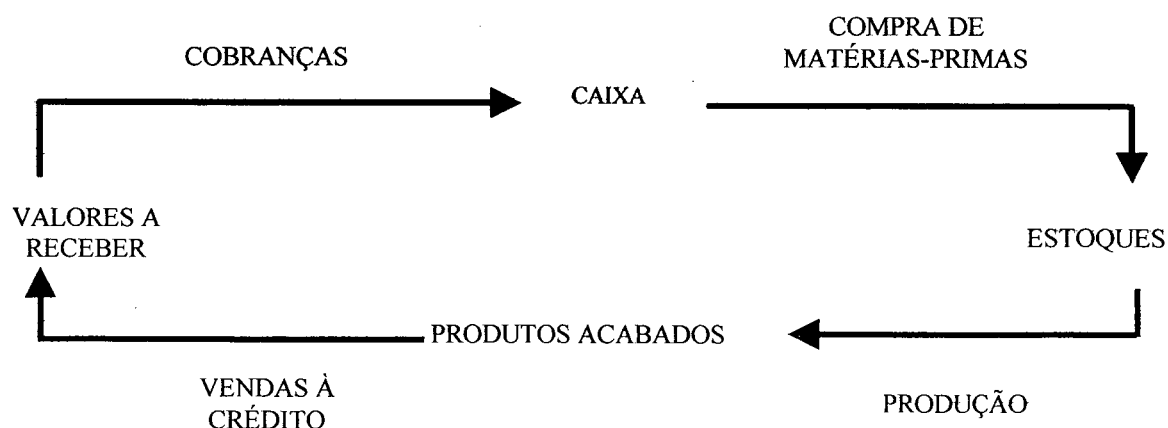 COMPRA DE
MATÉRIAS-PRIMAS
COBRANÇAS
CAIXA
VALORES A
RECEBER
ESTOQUES
PRODUTOS ACABADOS
VENDAS À
CRÉDITO
PRODUÇÃO